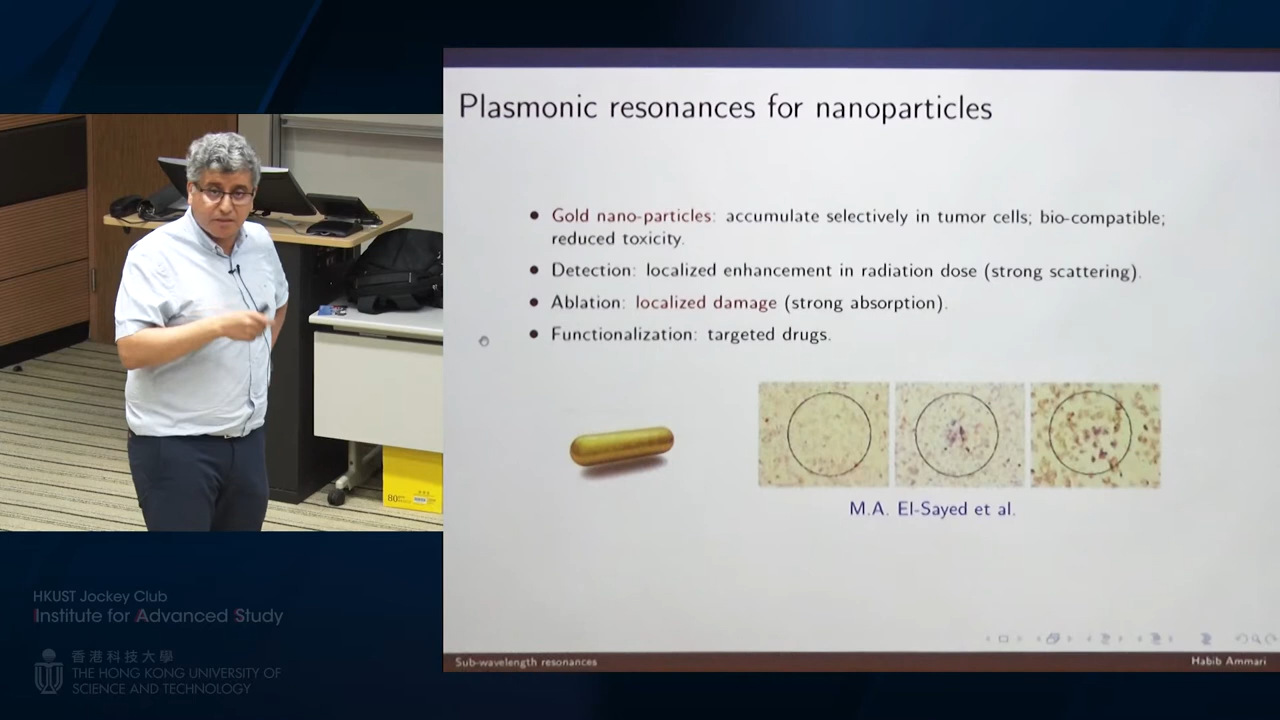 Plasmonic resonances for nanoparticles
• Gold nano-particles: accumulate selectively in tumor cells; bio-compatible;
reduced toxicity.
• Detection: localized enhancement in radiation dose (strong scattering).
• Ablation: localized damage (strong absorption).
• Functionalization: targeted drugs.
M.A. El-Sayed et al.
Sub-wavelength resonances
Habib Ammari
80
HKUST Jockey Club
Institute for Advanced Study
香港科技大學
THE HONG KONG UNIVERSITY OF
SCIENCE AND TECHNOLOGY